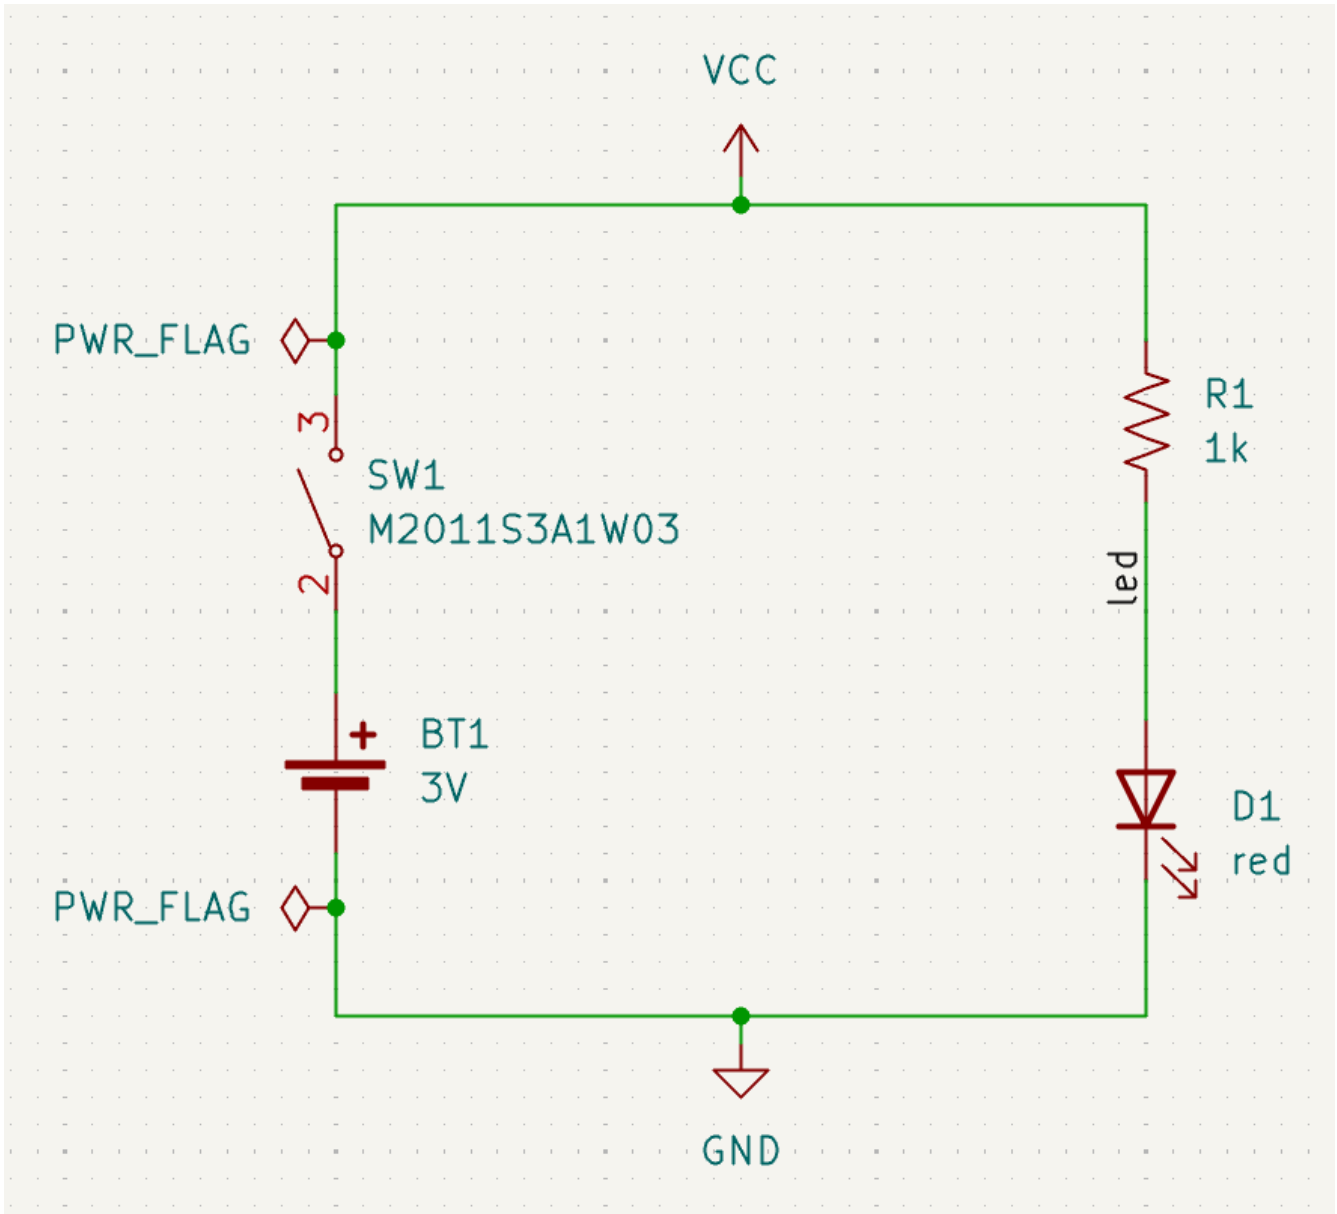 VCC
PWR_FLAG
3
R1
1k
SW1
M2011S3A1W03
2
led
BT1
3V
D1
red
PWR_FLAG
GND